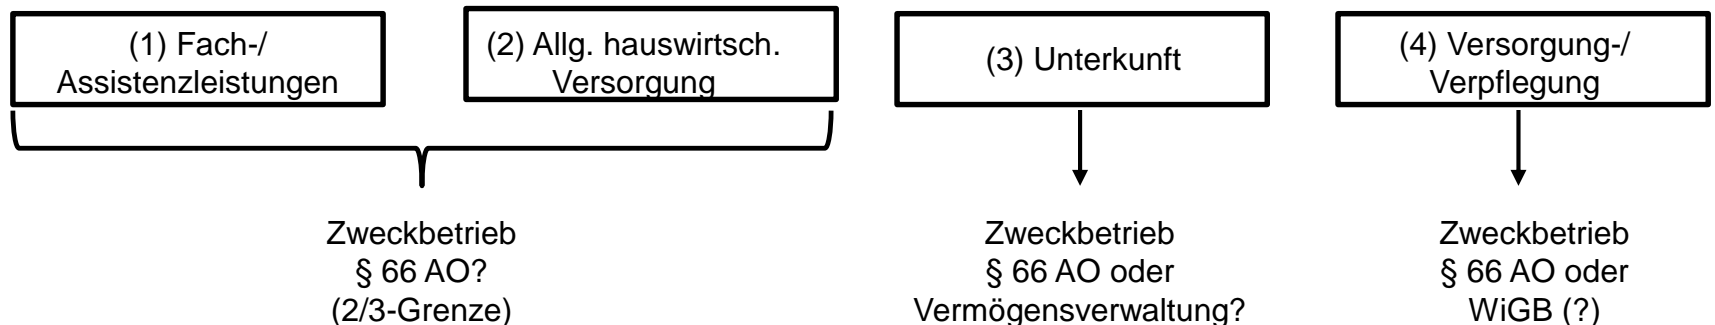 (1) Fach-/
Assistenzleistungen
(2) Allg. hauswirtsch.
Versorgung
(3) Unterkunft
(4) Versorgung-/
Verpflegung
Zweckbetrieb
§ 66 AO?
(2/3-Grenze)
Zweckbetrieb
§ 66 AO oder
Vermögensverwaltung?
Zweckbetrieb
§ 66 AO oder
WiGB (?)